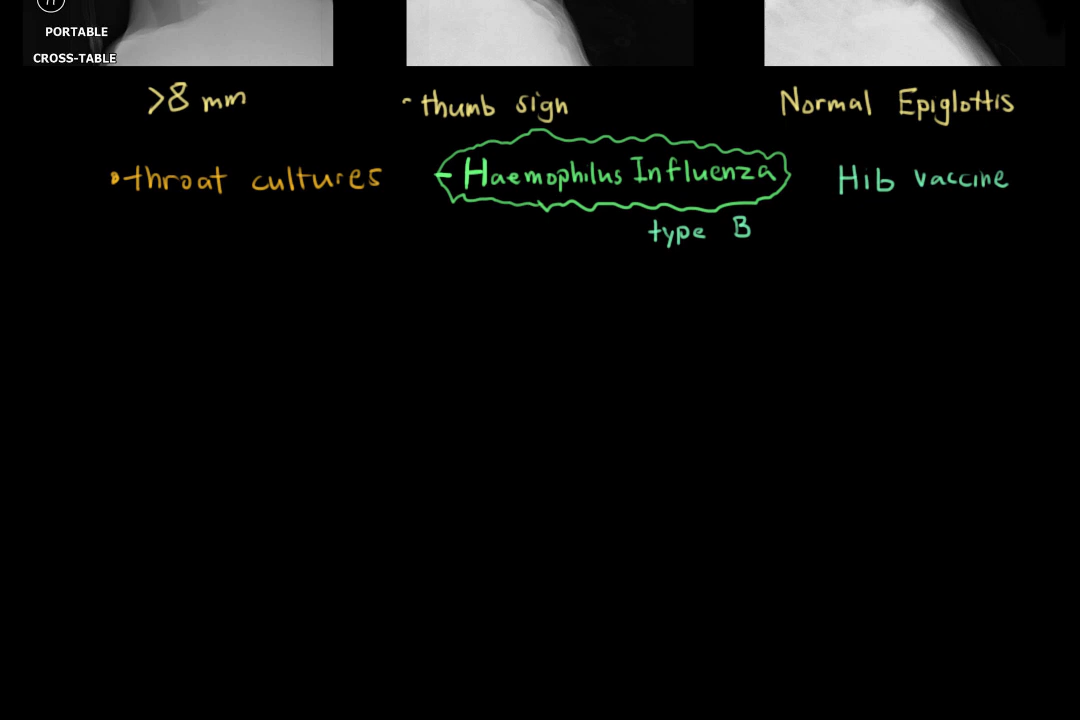 PORTABLE
CROSS-TABLE
>8 mm
- thumb sign
Normal Epiglottis
•throat cultures
- Haemophilus Influenza
Hib vaccine
type B